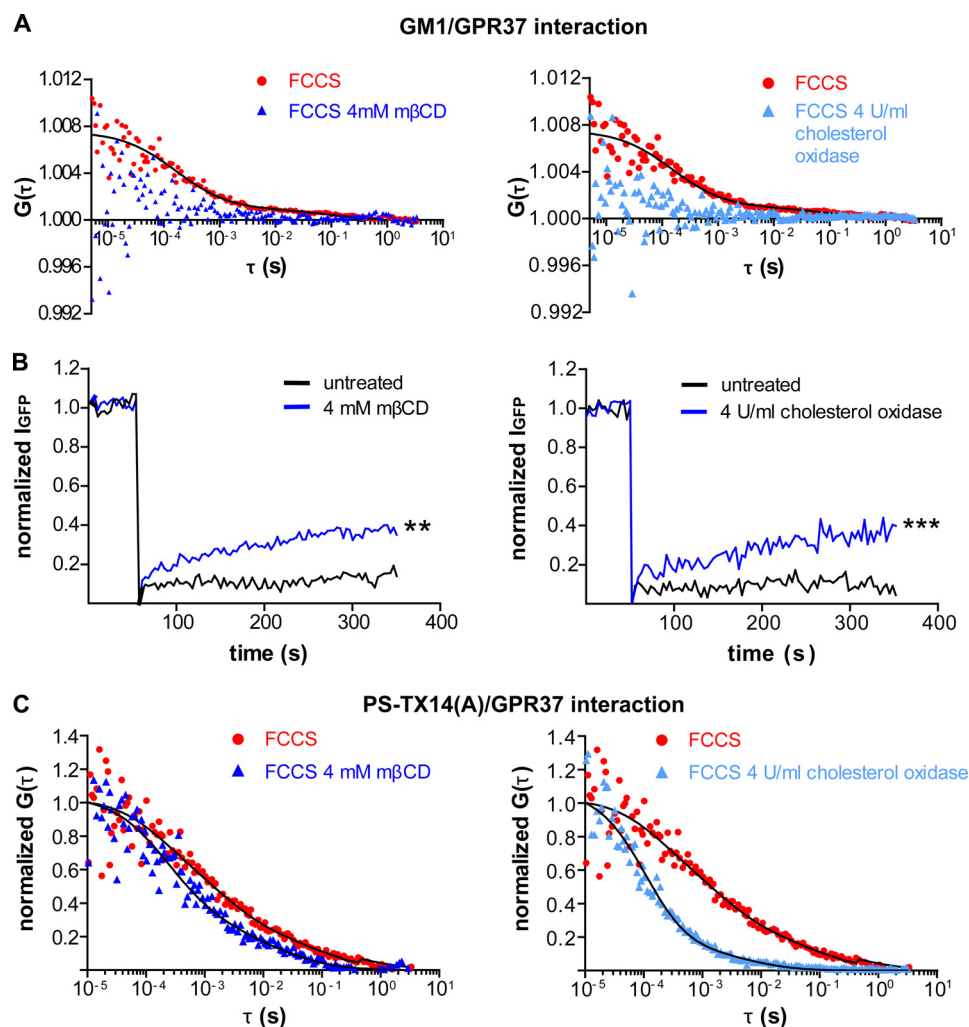 A
GM1/GPR37 interaction
G(τ)
1.012
1.008
1.004
1.000
0.996
0.992
FCCS
FCCS 4mM mβCD
10⁻⁵ 10⁻⁴ 10⁻³ 10⁻² 10⁻¹ 10⁰ 10¹
τ (s)
G(τ)
1.012
1.008
1.004
1.000
0.996
0.992
FCCS
FCCS 4 U/ml
cholesterol
oxidase
10⁻⁵ 10⁻⁴ 10⁻³ 10⁻² 10⁻¹ 10⁰ 10¹
τ (s)
B
normalized IGFP
1.2
1.0
0.8
0.6
0.4
0.2
untreated
4 mM mβCD
**
100 200 300 400
time (s)
normalized IGFP
1.2
1.0
0.8
0.6
0.4
0.2
untreated
4 U/ml cholesterol oxidase
***
100 200 300 400
time (s)
C
PS-TX14(A)/GPR37 interaction
normalized G(τ)
1.4
1.2
1.0
0.8
0.6
0.4
0.2
FCCS
FCCS 4 mM mβCD
10⁻⁵ 10⁻⁴ 10⁻³ 10⁻² 10⁻¹ 10⁰ 10¹
τ (s)
normalized G(τ)
1.4
1.2
1.0
0.8
0.6
0.4
0.2
FCCS
FCCS 4 U/ml cholesterol oxidase
10⁻⁵ 10⁻⁴ 10⁻³ 10⁻² 10⁻¹ 10⁰ 10¹
τ (s)